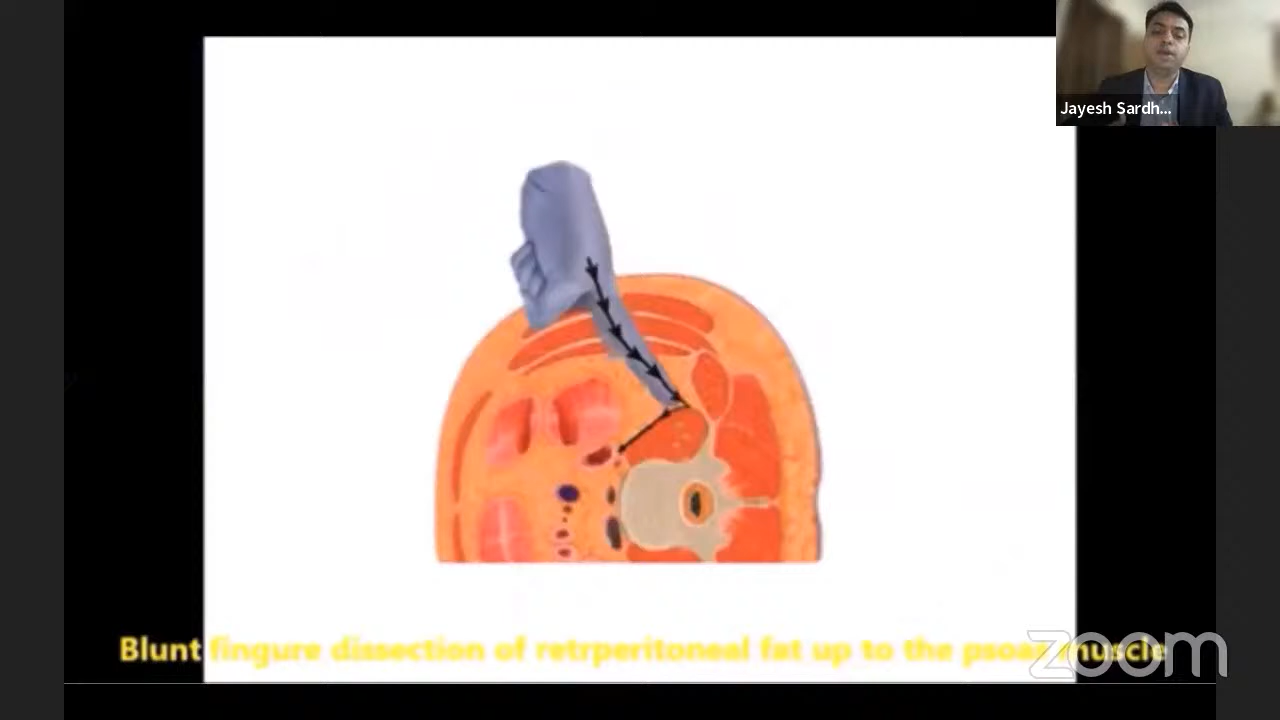 Jayesh Sardh...
Blunt fingure dissection of retrperitoneal fat up to the psoas muscle
zoom